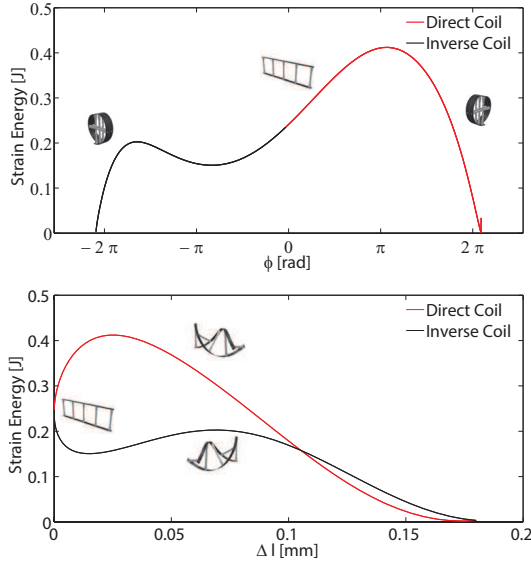 0.5
0.4
0.3
0.2
0.1
0
Strain Energy [J]
Direct Coil
Inverse Coil
− 2 π
− π
0
π
2 π
ϕ [rad]
0.5
0.4
0.3
0.2
0.1
0
Strain Energy [J]
Direct Coil
Inverse Coil
0
0.05
0.1
0.15
0.2
Δ l [mm]